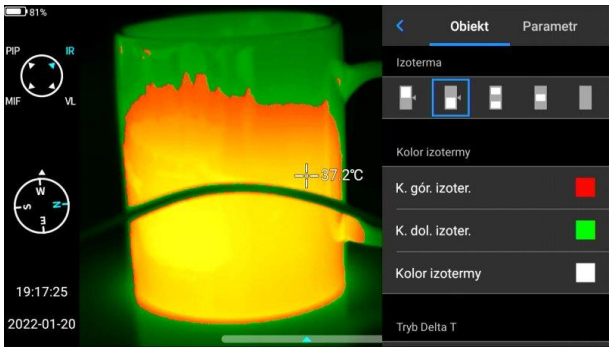 81%
PIP IR
MIF VL
W
S N
E
19:17:25
2022-01-20
37.2°C
Obiekt Parametr
Izoterma
Kolor izotermy
K. gór. izoter.
K. dol. izoter.
Kolor izotermy
Tryb Delta T